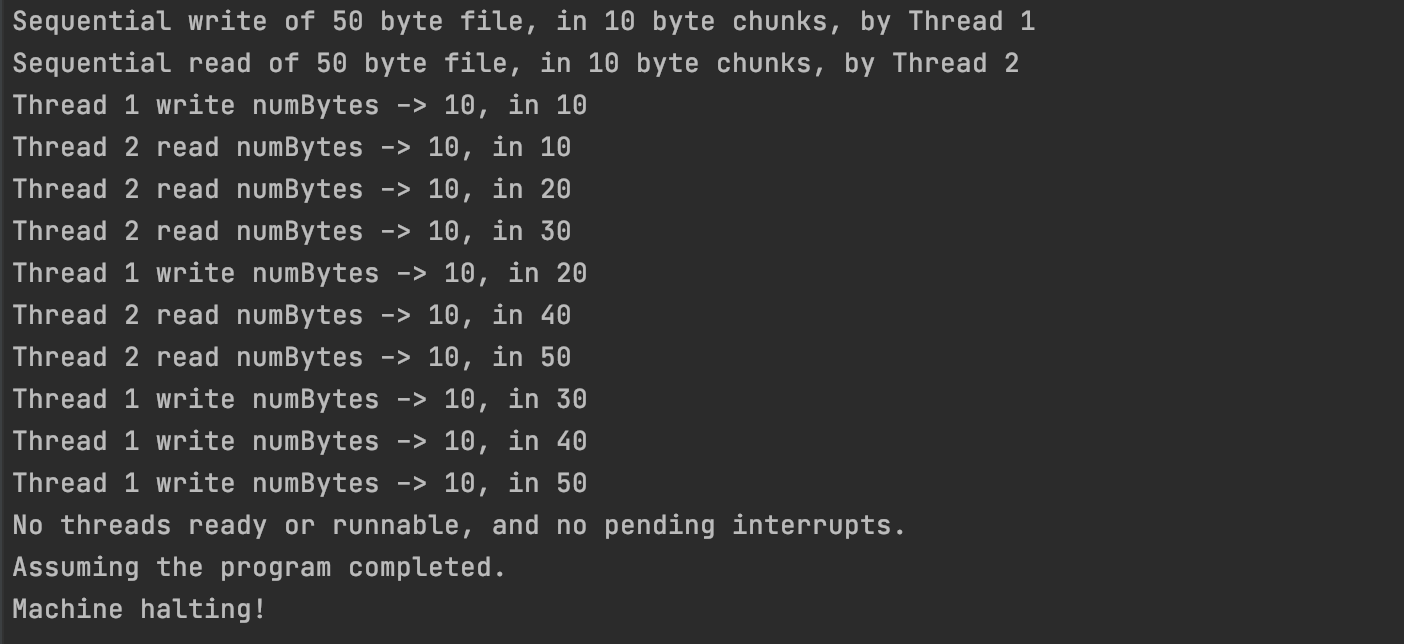 Sequential write of 50 byte file, in 10 byte chunks, by Thread 1
Sequential read of 50 byte file, in 10 byte chunks, by Thread 2
Thread 1 write numBytes -> 10, in 10
Thread 2 read numBytes -> 10, in 10
Thread 2 read numBytes -> 10, in 20
Thread 2 read numBytes -> 10, in 30
Thread 1 write numBytes -> 10, in 20
Thread 2 read numBytes -> 10, in 40
Thread 2 read numBytes -> 10, in 50
Thread 1 write numBytes -> 10, in 30
Thread 1 write numBytes -> 10, in 40
Thread 1 write numBytes -> 10, in 50
No threads ready or runnable, and no pending interrupts.
Assuming the program completed.
Machine halting!